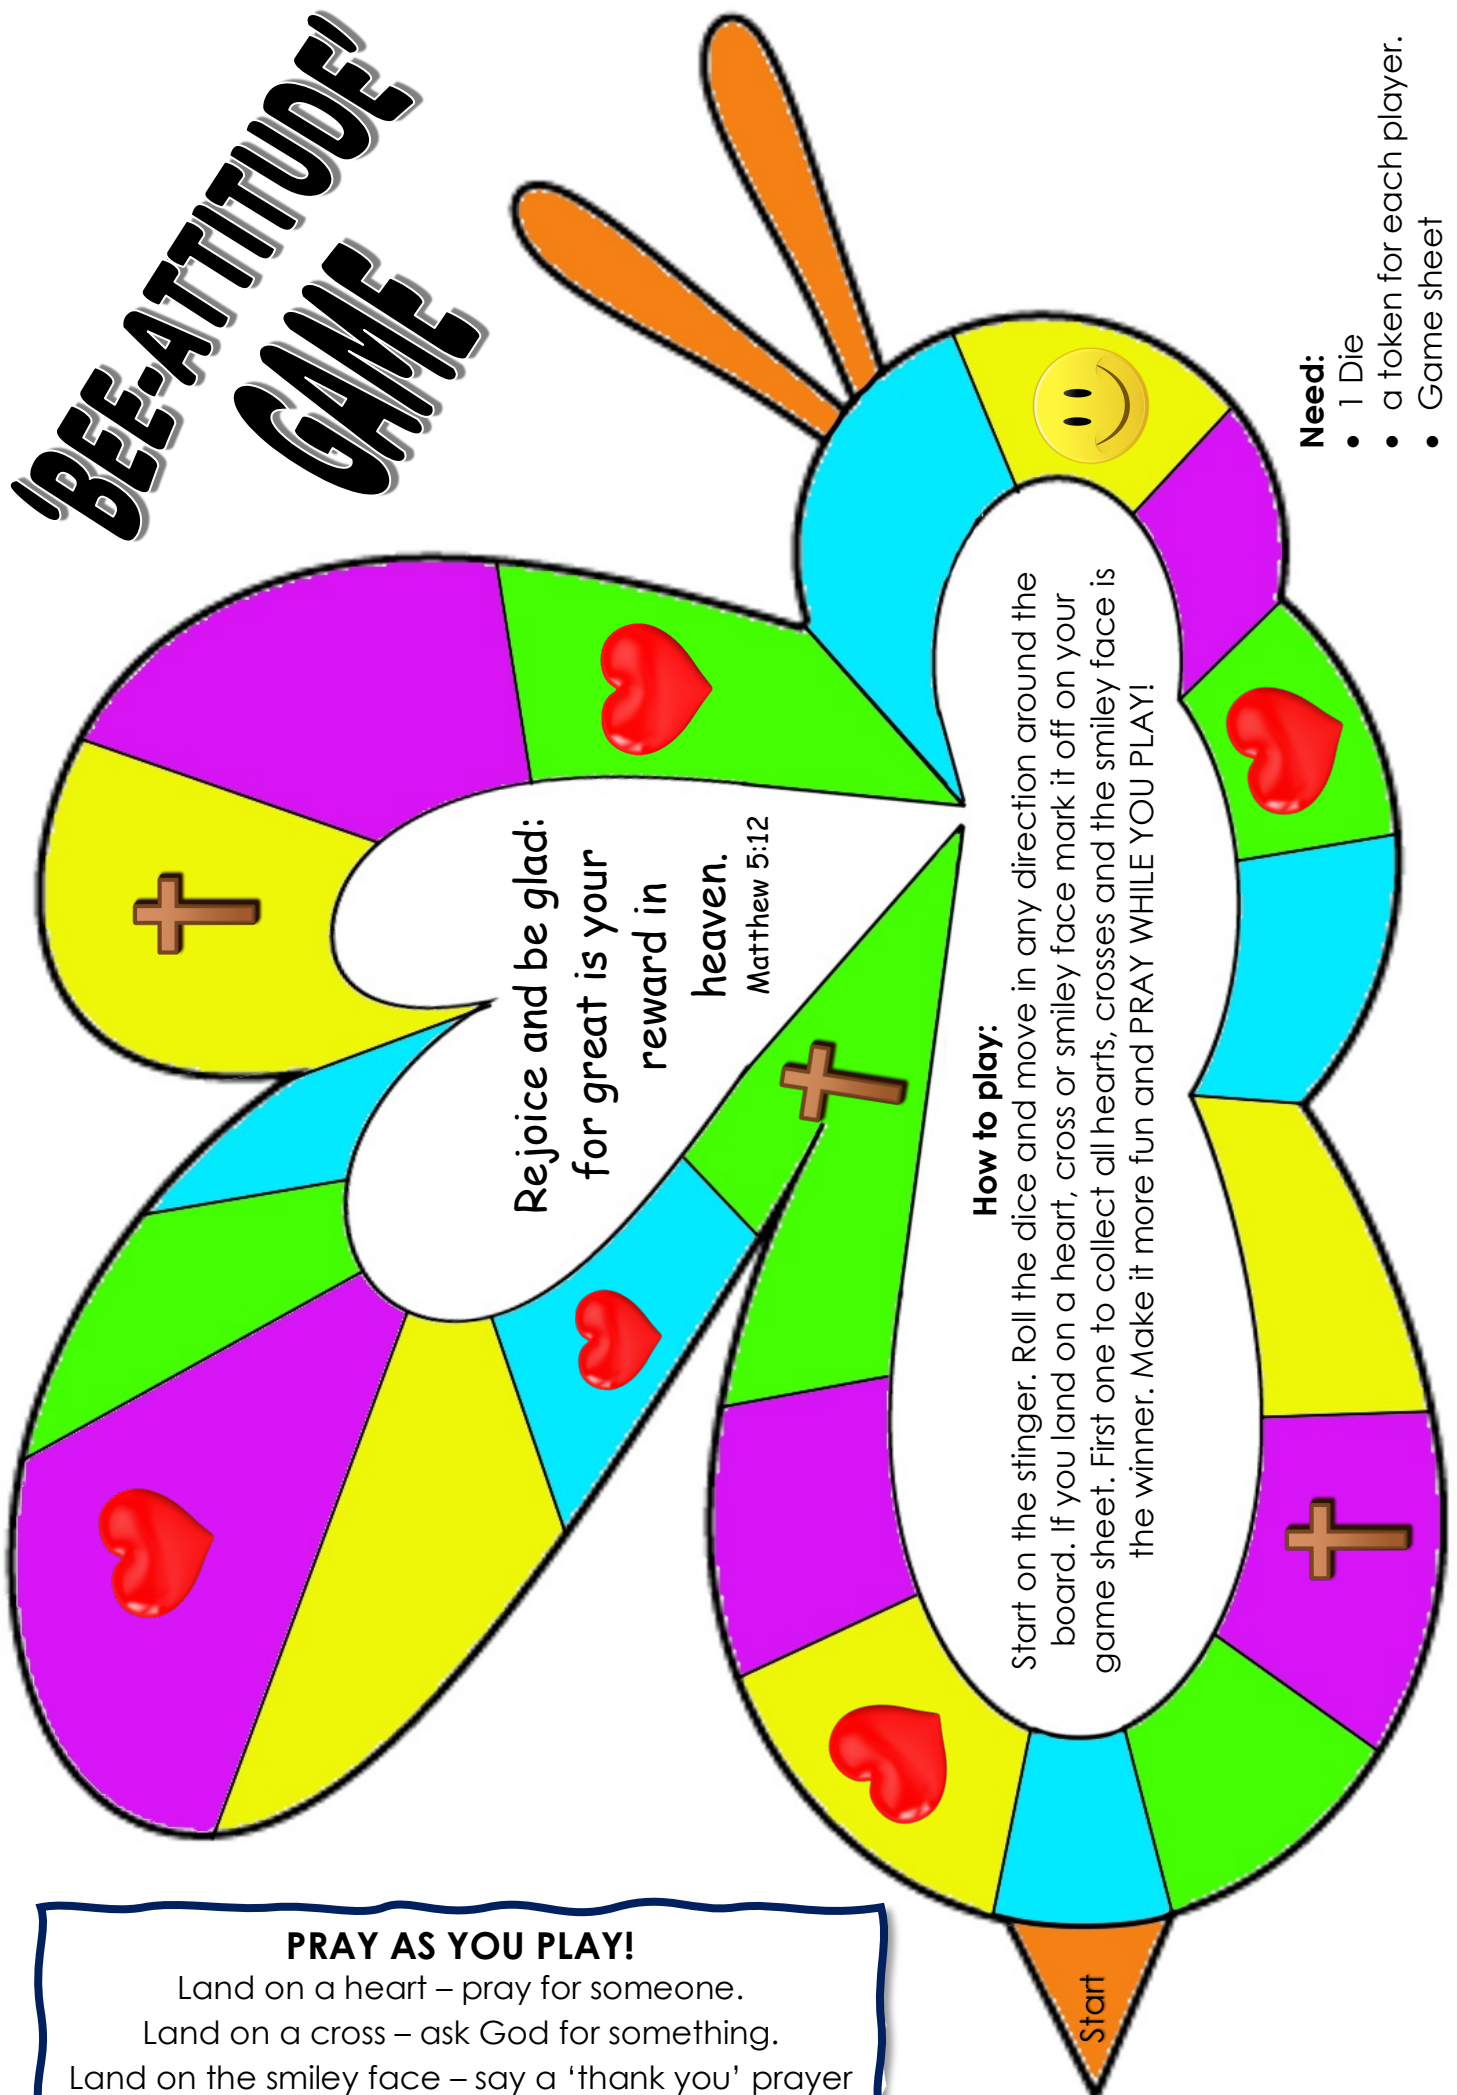 'BEE-ATTITUDE'
GAME
Rejoice and be glad:
for great is your
reward in
heaven.
Matthew 5:12
How to play:
Start on the stinger. Roll the dice and move in any direction around the
board. If you land on a heart, cross or smiley face mark it off on your
game sheet. First one to collect all hearts, crosses and the smiley face is
the winner. Make it more fun and PRAY WHILE YOU PLAY!
Need:
• 1 Die
• a token for each player.
• Game sheet
Start
PRAY AS YOU PLAY!
Land on a heart – pray for someone.
Land on a cross – ask God for something.
Land on the smiley face – say a ‘thank you’ prayer